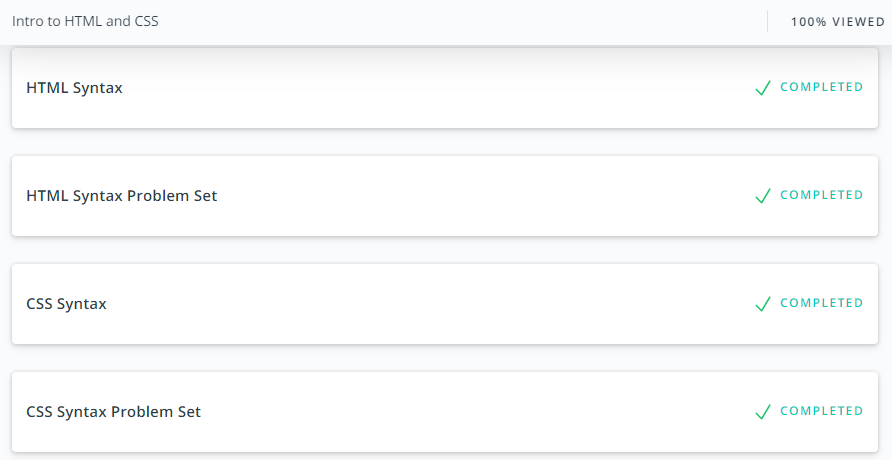 Intro to HTML and CSS 100% VIEWED
HTML Syntax COMPLETED
HTML Syntax Problem Set COMPLETED
CSS Syntax COMPLETED
CSS Syntax Problem Set COMPLETED